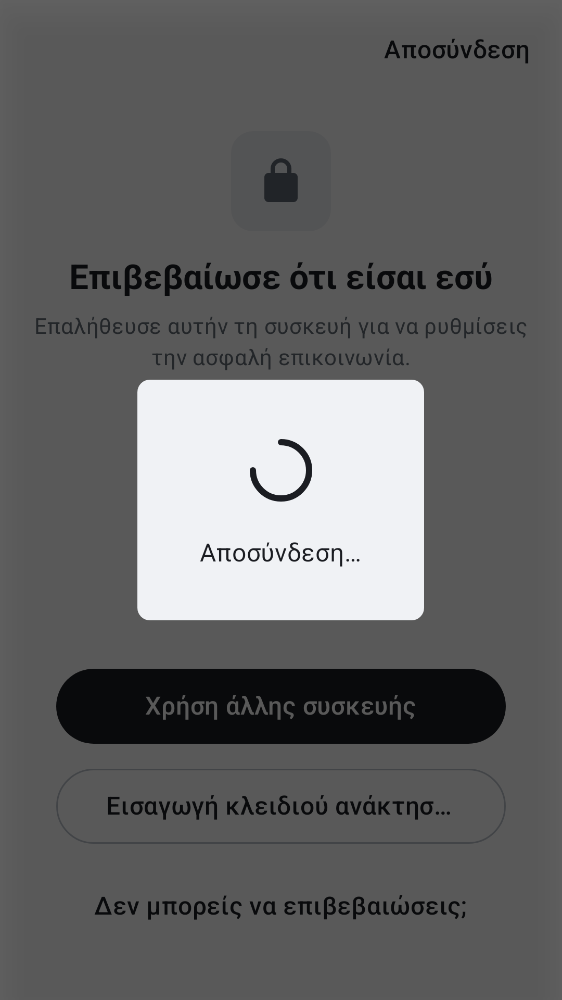 Αποσύνδεση
Επιβεβαίωσε ότι είσαι εσύ
Επαλήθευσε αυτήν τη συσκευή για να ρυθμίσεις
την ασφαλή επικοινωνία.
Αποσύνδεση…
Χρήση άλλης συσκευής
Εισαγωγή κλειδιού ανάκτησ…
Δεν μπορείς να επιβεβαιώσεις;